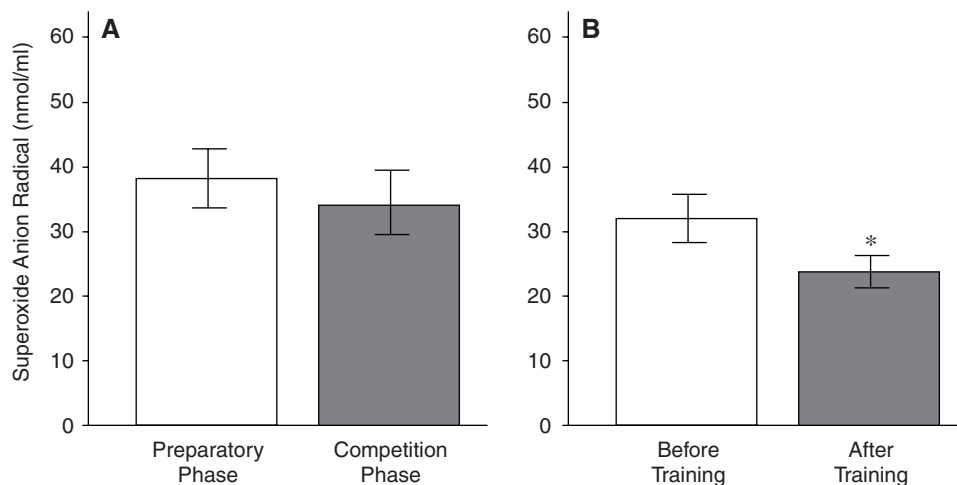 A
B
Superoxide Anion Radical (nmol/ml)
60
50
40
30
20
10
0
Preparatory
Phase
Competition
Phase
60
50
40
30
20
10
0
*
Before
Training
After
Training